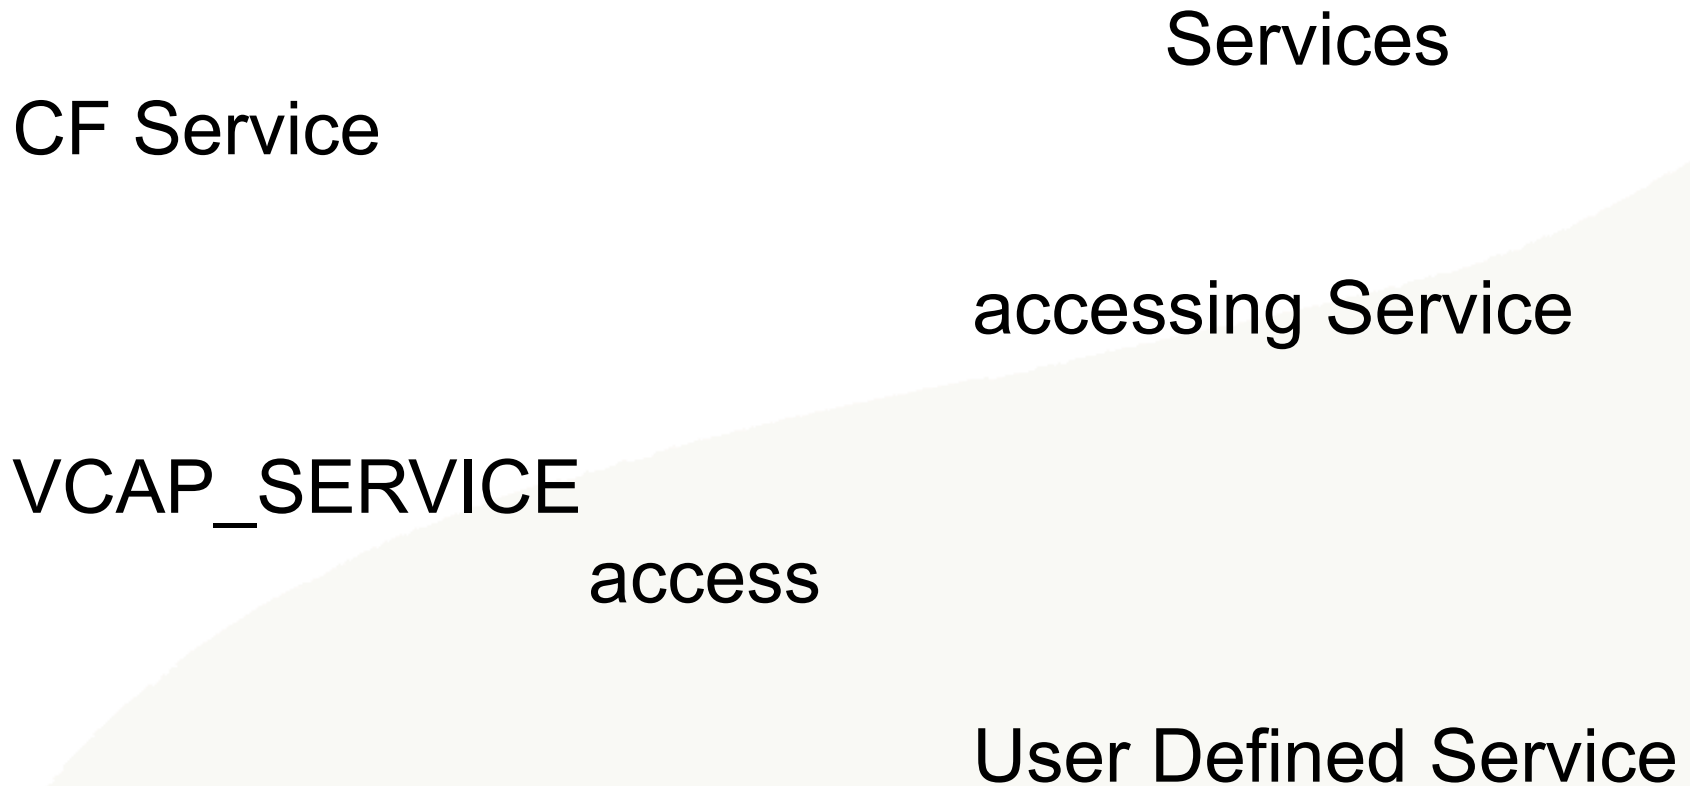 Services
CF Service
accessing Service
VCAP_SERVICE
access
User Defined Service